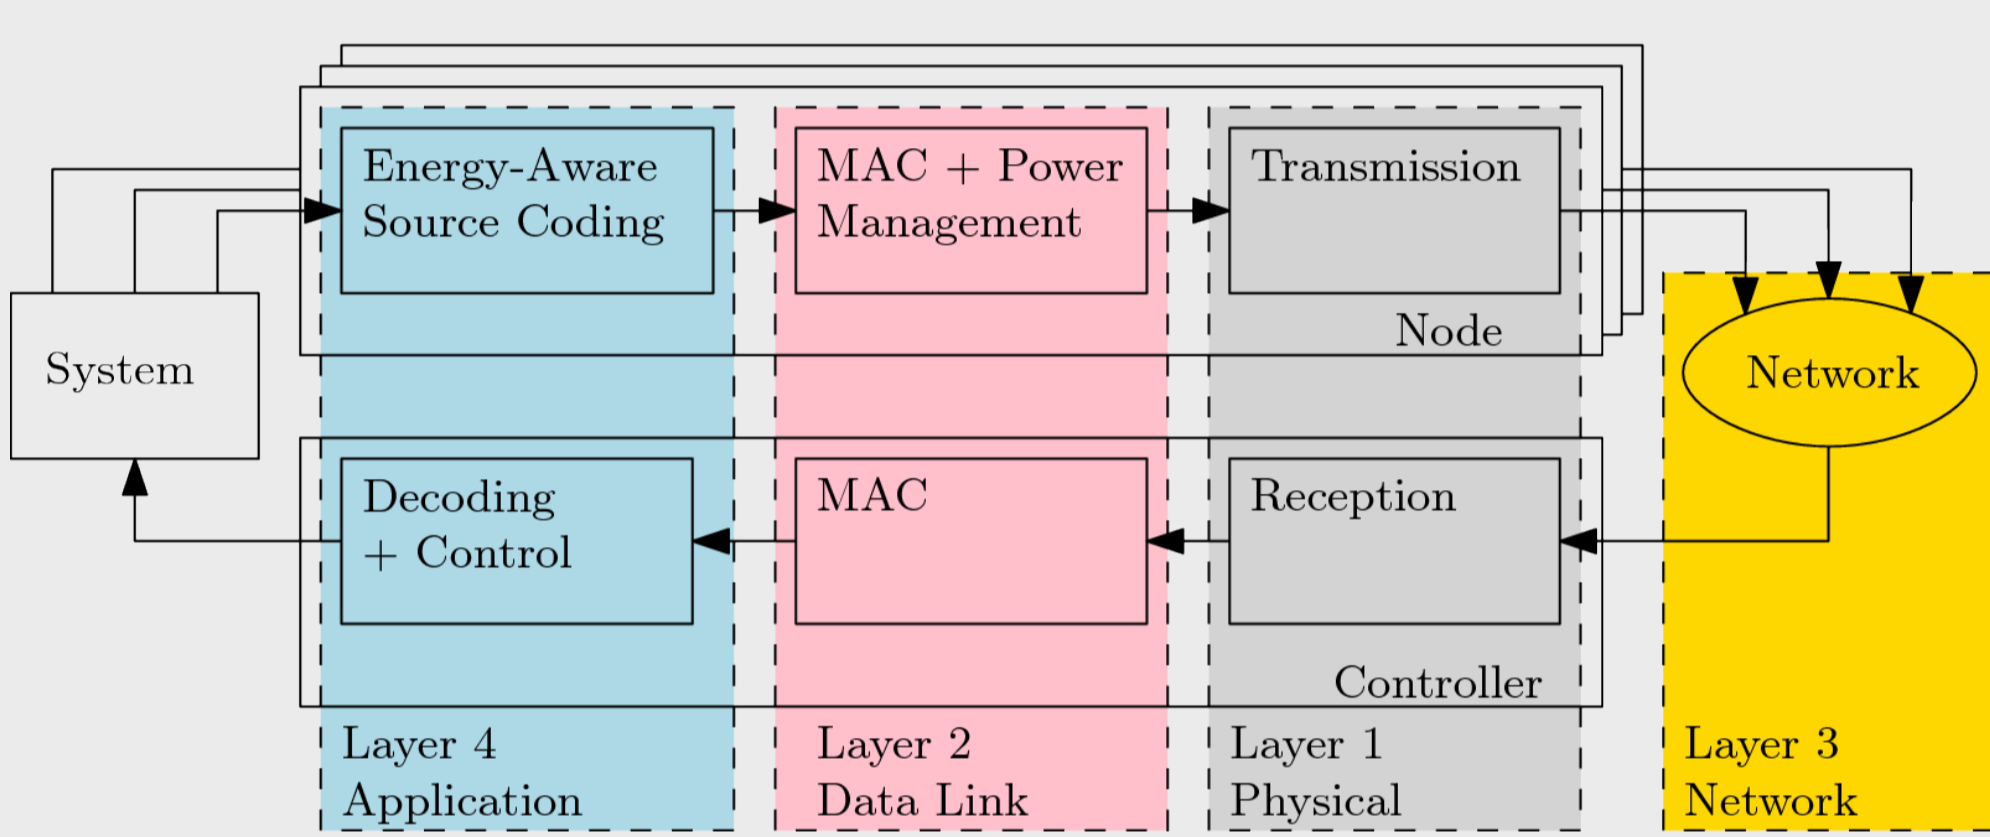 Energy-Aware
Source Coding
MAC + Power
Management
Transmission
Node
System
Network
Decoding
+ Control
MAC
Reception
Controller
Layer 4
Application
Layer 2
Data Link
Layer 1
Physical
Layer 3
Network